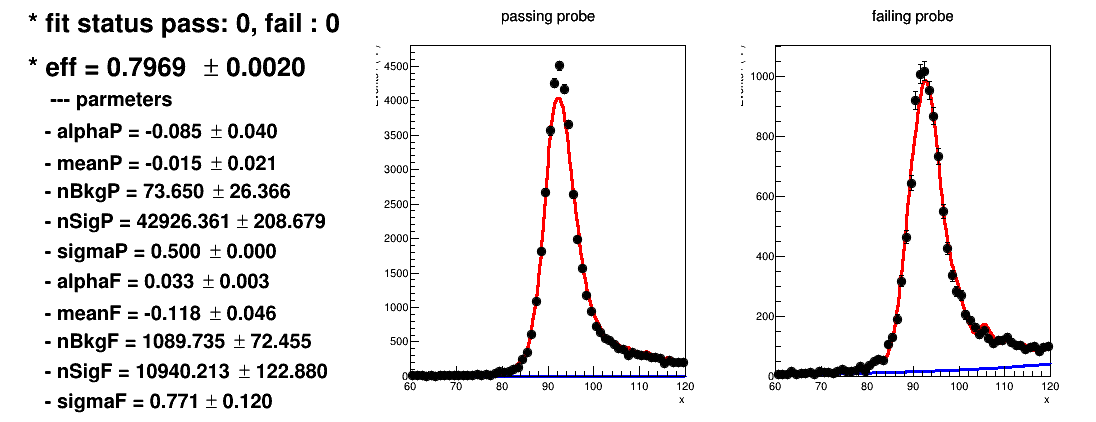 * fit status pass: 0, fail : 0
* eff = 0.7969 ± 0.0020
--- parmeters
- alphaP = -0.085 ± 0.040
- meanP = -0.015 ± 0.021
- nBkgP = 73.650 ± 26.366
- nSigP = 42926.361 ± 208.679
- sigmaP = 0.500 ± 0.000
- alphaF = 0.033 ± 0.003
- meanF = -0.118 ± 0.046
- nBkgF = 1089.735 ± 72.455
- nSigF = 10940.213 ± 122.880
- sigmaF = 0.771 ± 0.120
passing probe
4500
4000
3500
3000
2500
2000
1500
1000
500
0
60 70 80 90 100 110 120
x
failing probe
1000
800
600
400
200
0
60 70 80 90 100 110 120
x